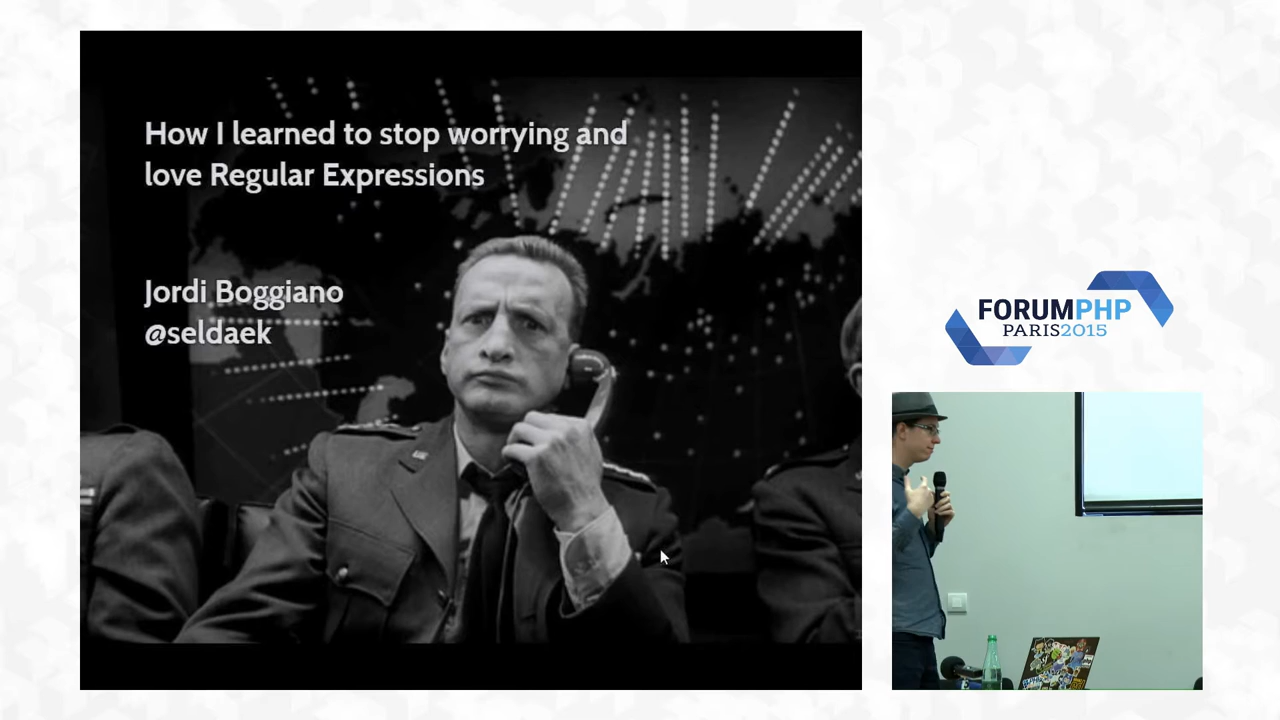 How I learned to stop worrying and
love Regular Expressions
Jordi Boggiano
@seldaek
FORUMPHP
PARIS2015